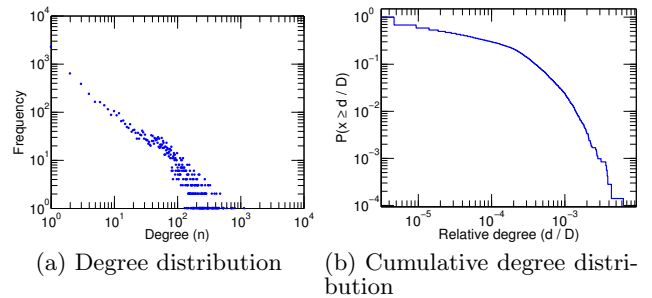 10^4
10^3
10^2
10^1
10^0
Frequency
10^0 10^1 10^2 10^3 10^4
Degree (n)
(a) Degree distribution
10^0
10^-1
10^-2
10^-3
10^-4
P(x ≥ d / D)
10^-5 10^-4 10^-3
Relative degree (d / D)
(b) Cumulative degree distri-
bution